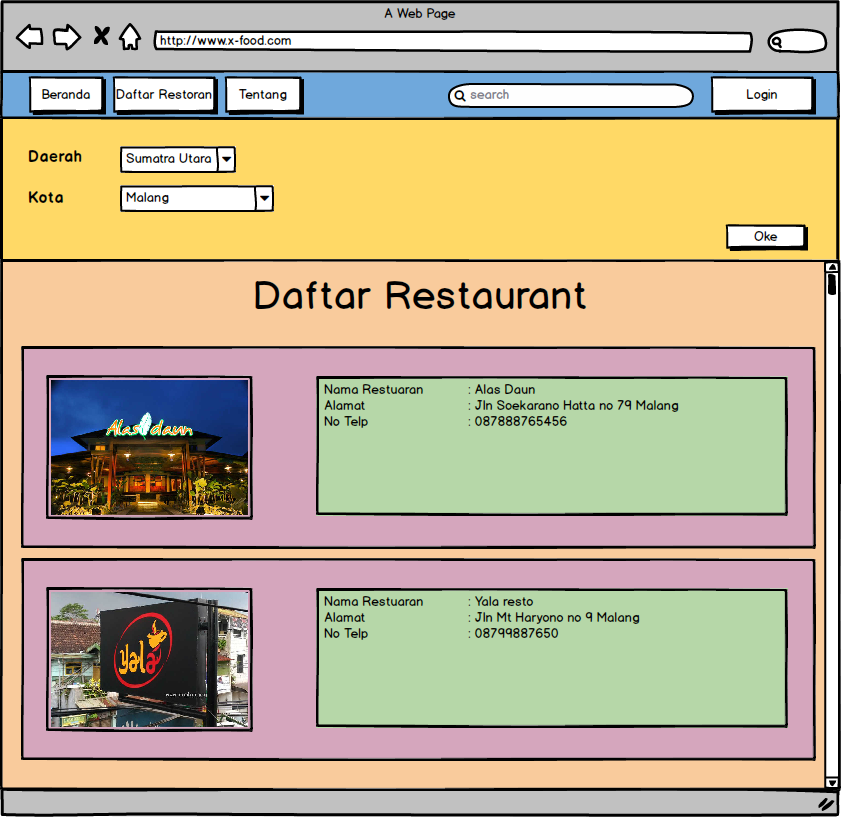 A Web Page
http://www.x-food.com
Beranda Daftar Restoran Tentang search Login
Daerah Sumatra Utara
Kota Malang
Oke
Daftar Restaurant
Alas daun
Nama Restuaran : Alas Daun
Alamat : Jln Soekarano Hatta no 79 Malang
No Telp : 087888765456
yala
Nama Restuaran : Yala resto
Alamat : Jln Mt Haryono no 9 Malang
No Telp : 08799887650